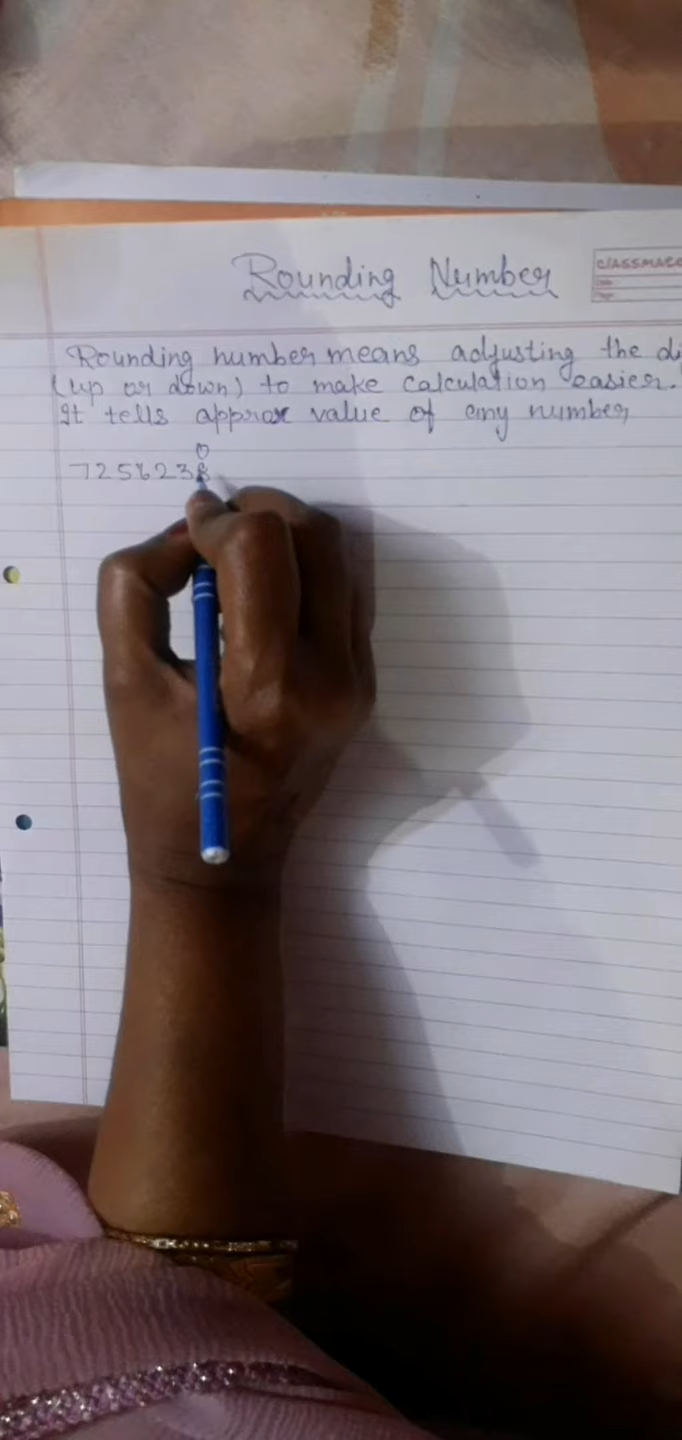 Rounding Number
CLASSMATE
Rounding number means adjusting the di
(up or down) to make calculation easier.
It tells approx value of any number
O
7256238